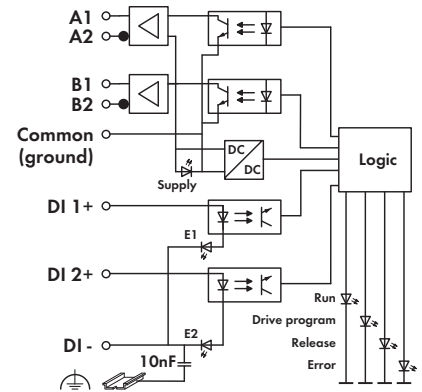 A1
A2
B1
B2
Common
(ground)
DC
DC
Logic
Supply
DI 1+
E1
DI 2+
Run
Drive program
Release
Error
E2
DI -
10nF